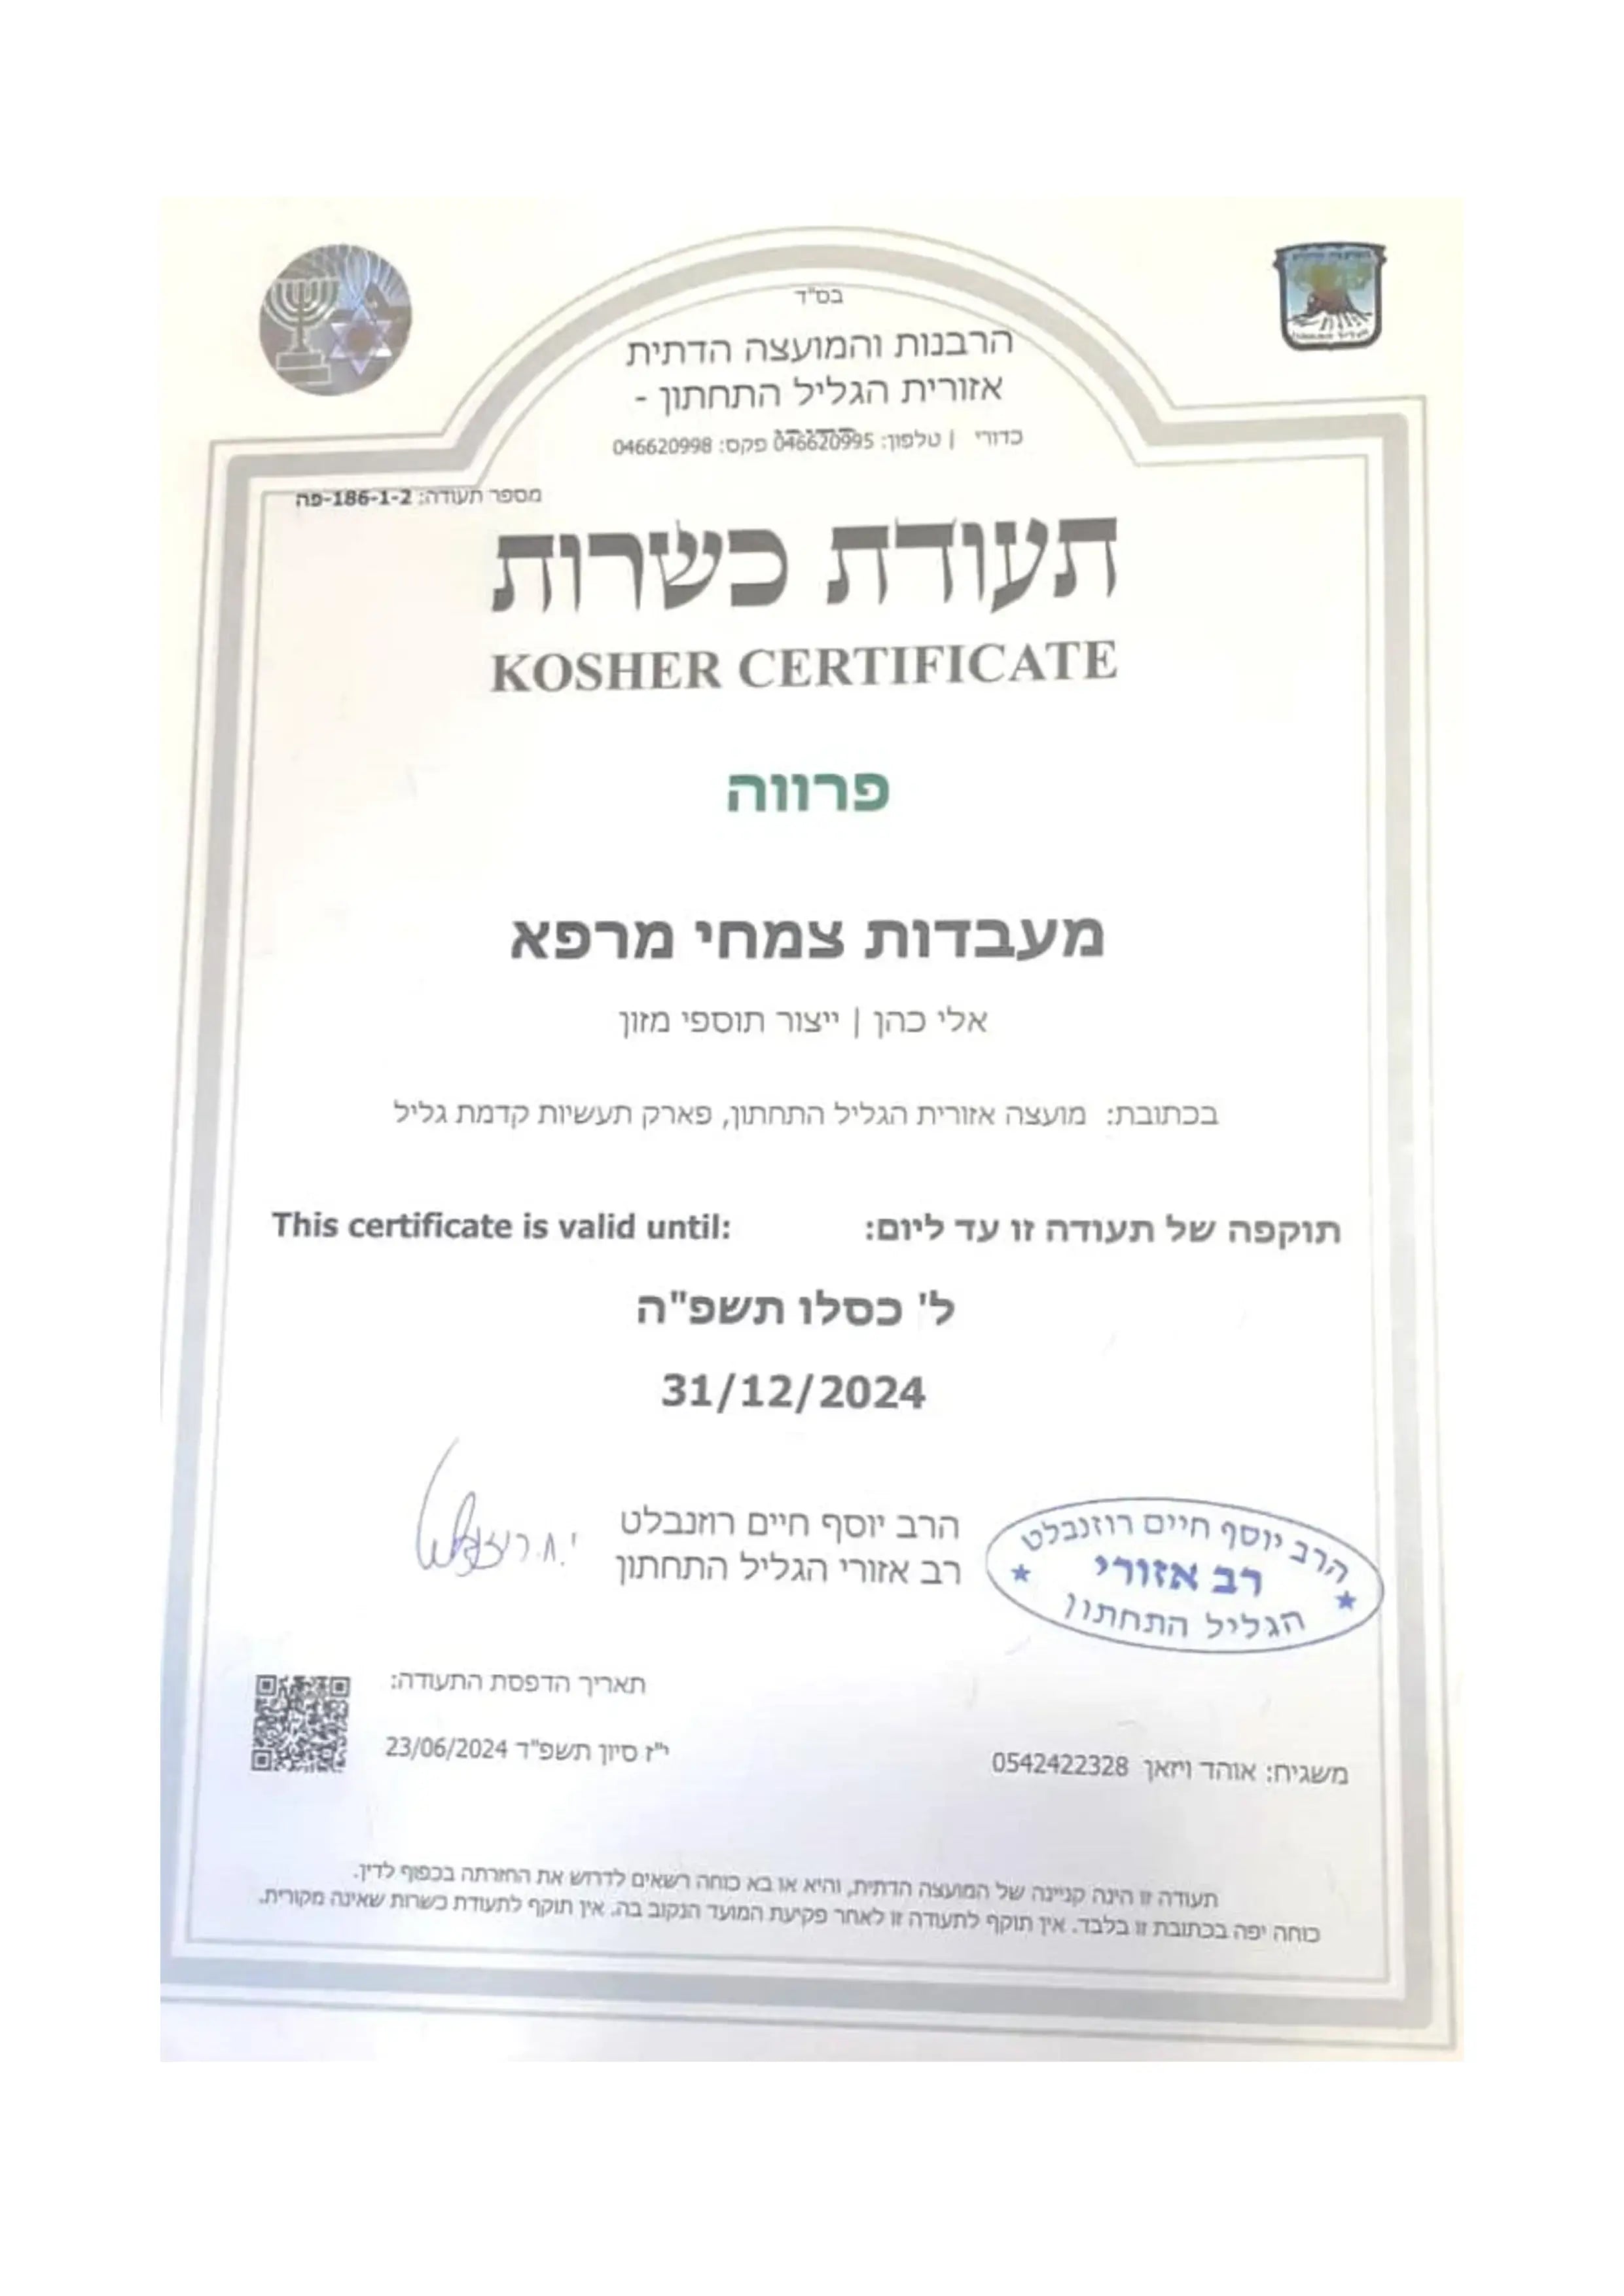 בס"ד
הרבנות והמועצה הדתית
אזורית הגליל התחתון -
כדורי | טלפון: 046620995 פקס: 046620998
מספר תעודה: 186-1-2-פה
תעודת כשרות
KOSHER CERTIFICATE
פרווה
מעבדות צמחי מרפא
אלי כהן | ייצור תוספי מזון
בכתובת: מועצה אזורית הגליל התחתון, פארק תעשיות קדמת גליל
תוקפה של תעודה זו עד ליום:
This certificate is valid until:
ל' כסלו תשפ"ה
31/12/2024
הרב יוסף חיים רוזנבלט
רב אזורי
הגליל התחתון
הרב יוסף חיים רוזנבלט
רב אזורי הגליל התחתון
תאריך הדפסת התעודה:
י"ז סיון תשפ"ד 23/06/2024
משגיח: אוהד ויזאן 0542422328
תעודה זו הינה קניינה של המועצה הדתית, והיא או בא כוחה רשאים לדרוש את החזרתה בכפוף לדין.
כוחה יפה בכתובת זו בלבד. אין תוקף לתעודה זו לאחר פקיעת המועד הנקוב בה. אין תוקף לתעודת כשרות שאינה מקורית.